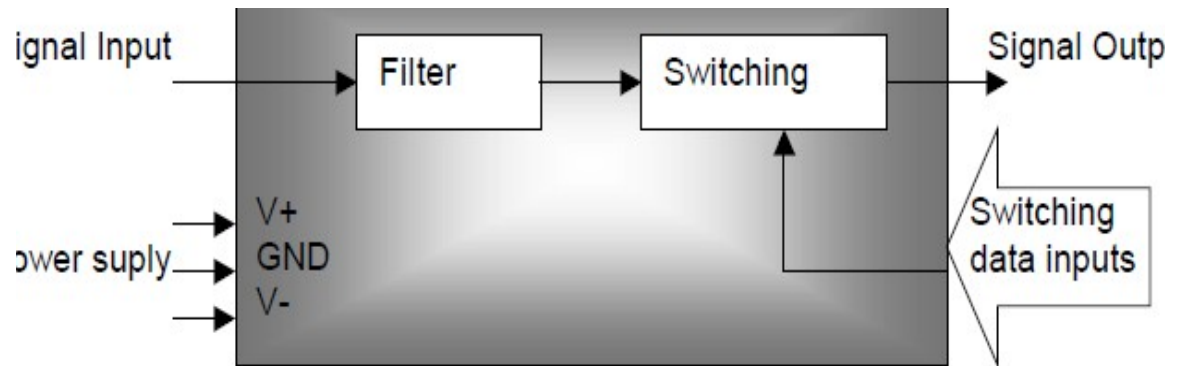 ignal Input
Filter
Switching
Signal Outp
V+
GND
V-
ower suply
Switching
data inputs